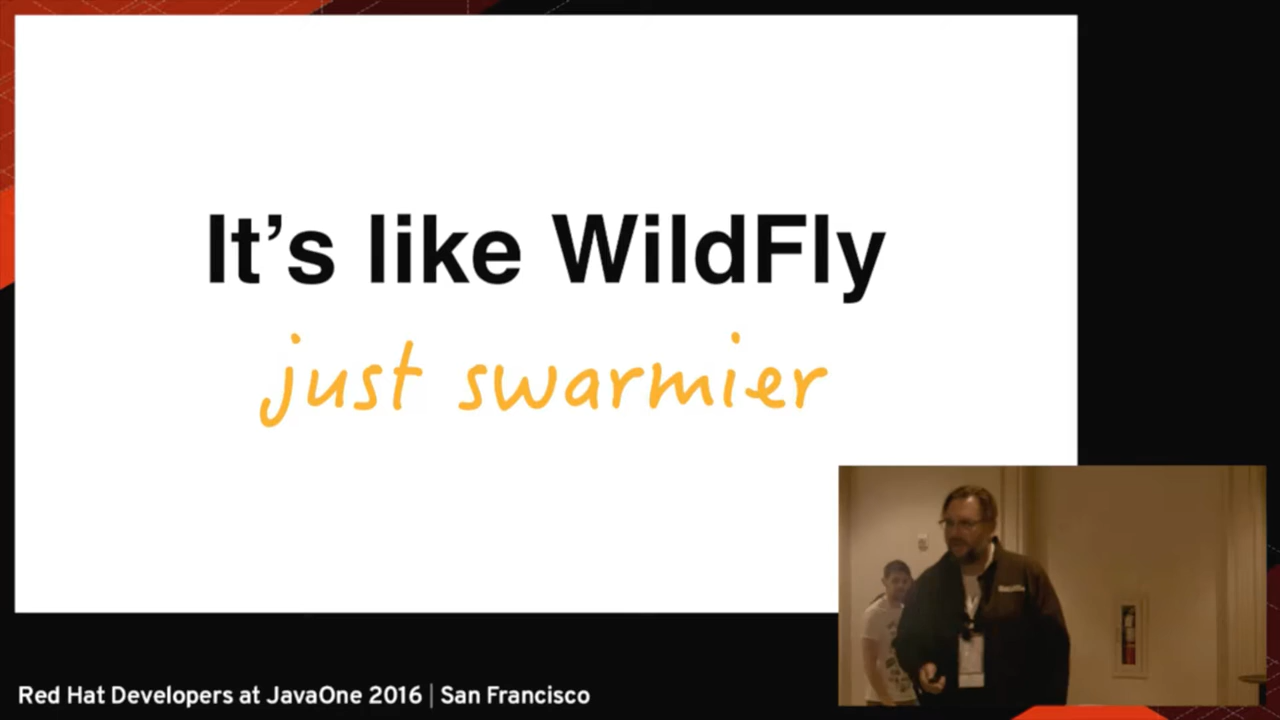 It's like WildFly
just swarmier
Red Hat Developers at JavaOne 2016 | San Francisco